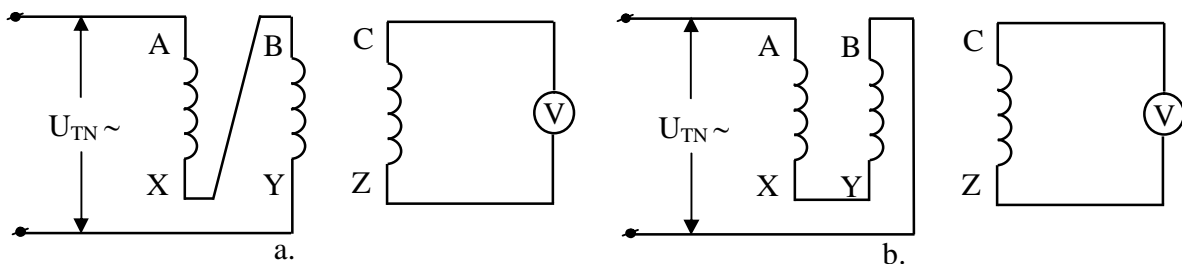 A B C
U_TN ~ V
X Y Z
a.
A B C
U_TN ~ V
X Y Z
b.